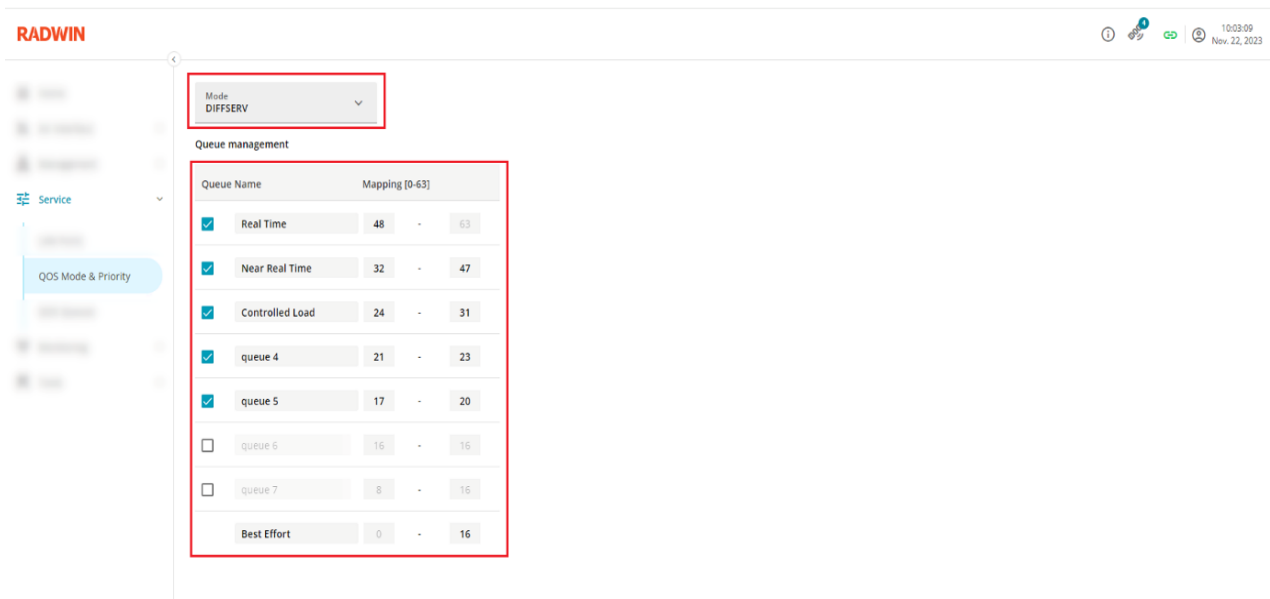 RADWIN
4
10:03:09
Nov. 22, 2023
Mode
DIFFSERV
Queue management
Service
QOS Mode & Priority
Queue Name Mapping [0-63]
Real Time 48 - 63
Near Real Time 32 - 47
Controlled Load 24 - 31
queue 4 21 - 23
queue 5 17 - 20
queue 6 16 - 16
queue 7 8 - 16
Best Effort 0 - 16